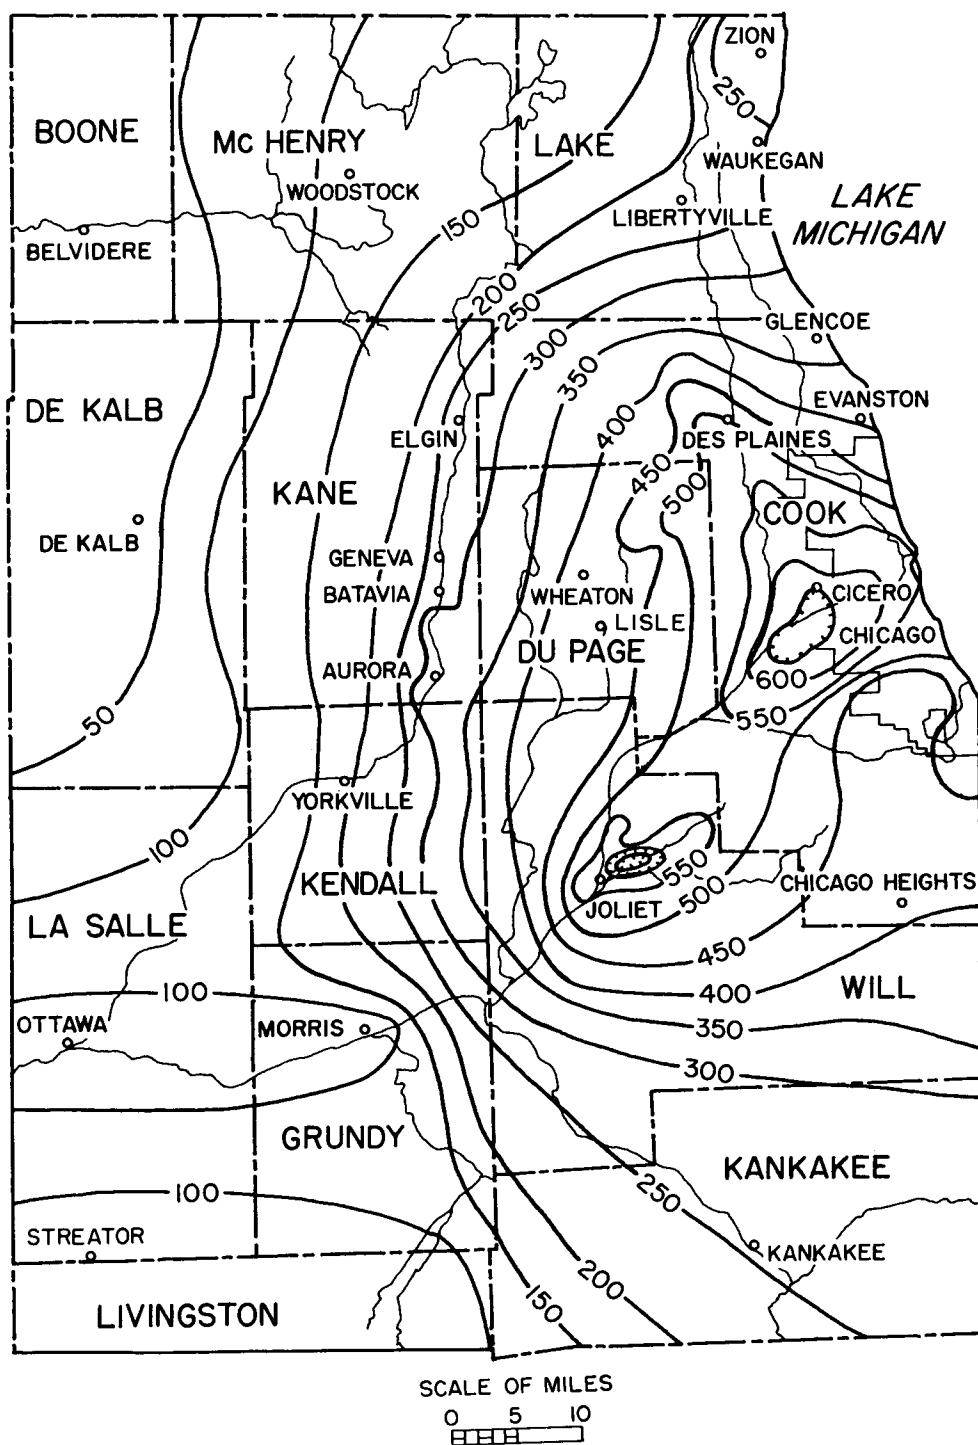 ZION
250
BOONE
Mc HENRY
LAKE
WAUKEGAN
WOODSTOCK
LIBERTYVILLE
LAKE
MICHIGAN
150
BELVIDERE
200
250
GLENCOE
300
350
DE KALB
400
EVANSTON
ELGIN
DES PLAINES
450
500
KANE
COOK
DE KALB
GENEVA
BATAVIA
WHEATON
CICERO
LISLE
CHICAGO
DU PAGE
AURORA
600
50
550
YORKVILLE
100
KENDALL
550
CHICAGO HEIGHTS
500
JOLIET
LA SALLE
450
100
400
WILL
OTTAWA
MORRIS
350
300
GRUNDY
KANKAKEE
100
250
STREATOR
KANKAKEE
200
150
LIVINGSTON
SCALE OF MILES
0 5 10